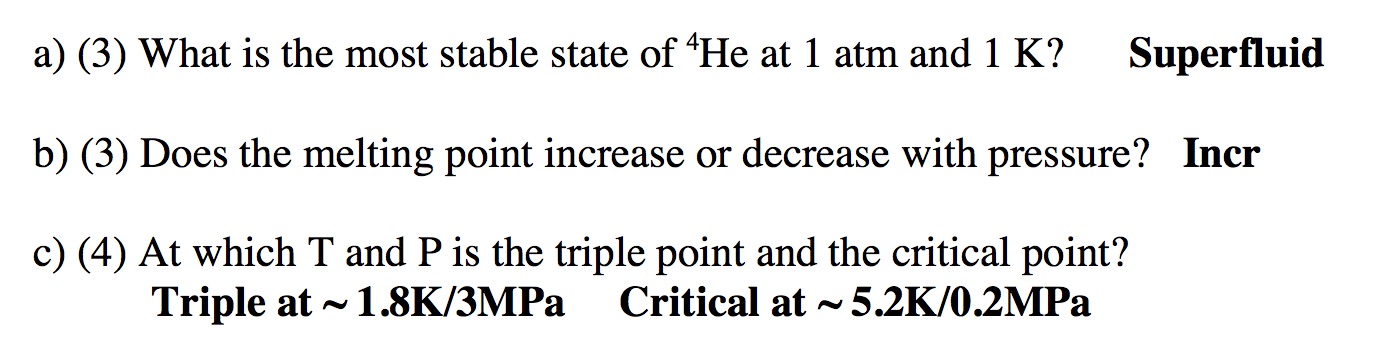 a) (3) What is the most stable state of ⁴He at 1 atm and 1 K? Superfluid
b) (3) Does the melting point increase or decrease with pressure? Incr
c) (4) At which T and P is the triple point and the critical point?
Triple at ~ 1.8K/3MPa Critical at ~ 5.2K/0.2MPa